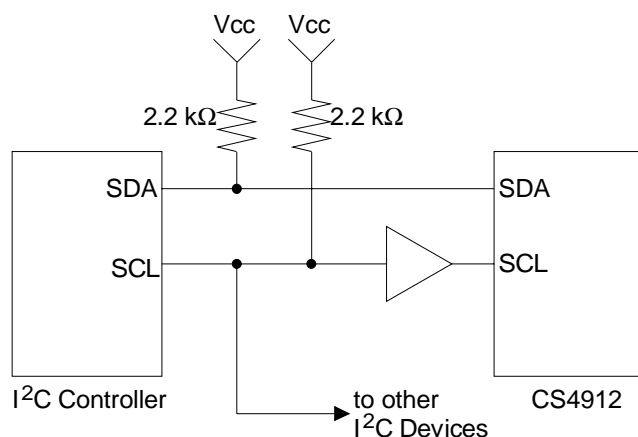 Vcc Vcc
2.2 kΩ 2.2 kΩ
SDA SDA
SCL SCL
I²C Controller
to other
I²C Devices
CS4912